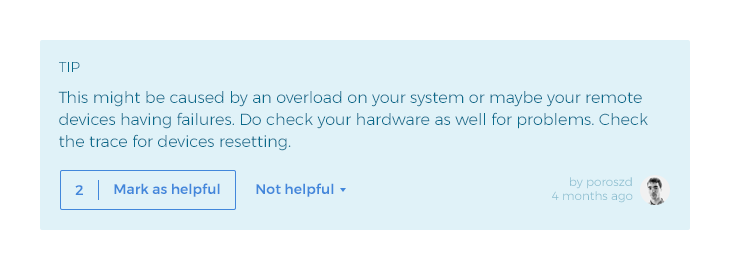 TIP
This might be caused by an overload on your system or maybe your remote
devices having failures. Do check your hardware as well for problems. Check
the trace for devices resetting.
2 Mark as helpful Not helpful
by poroszd
4 months ago